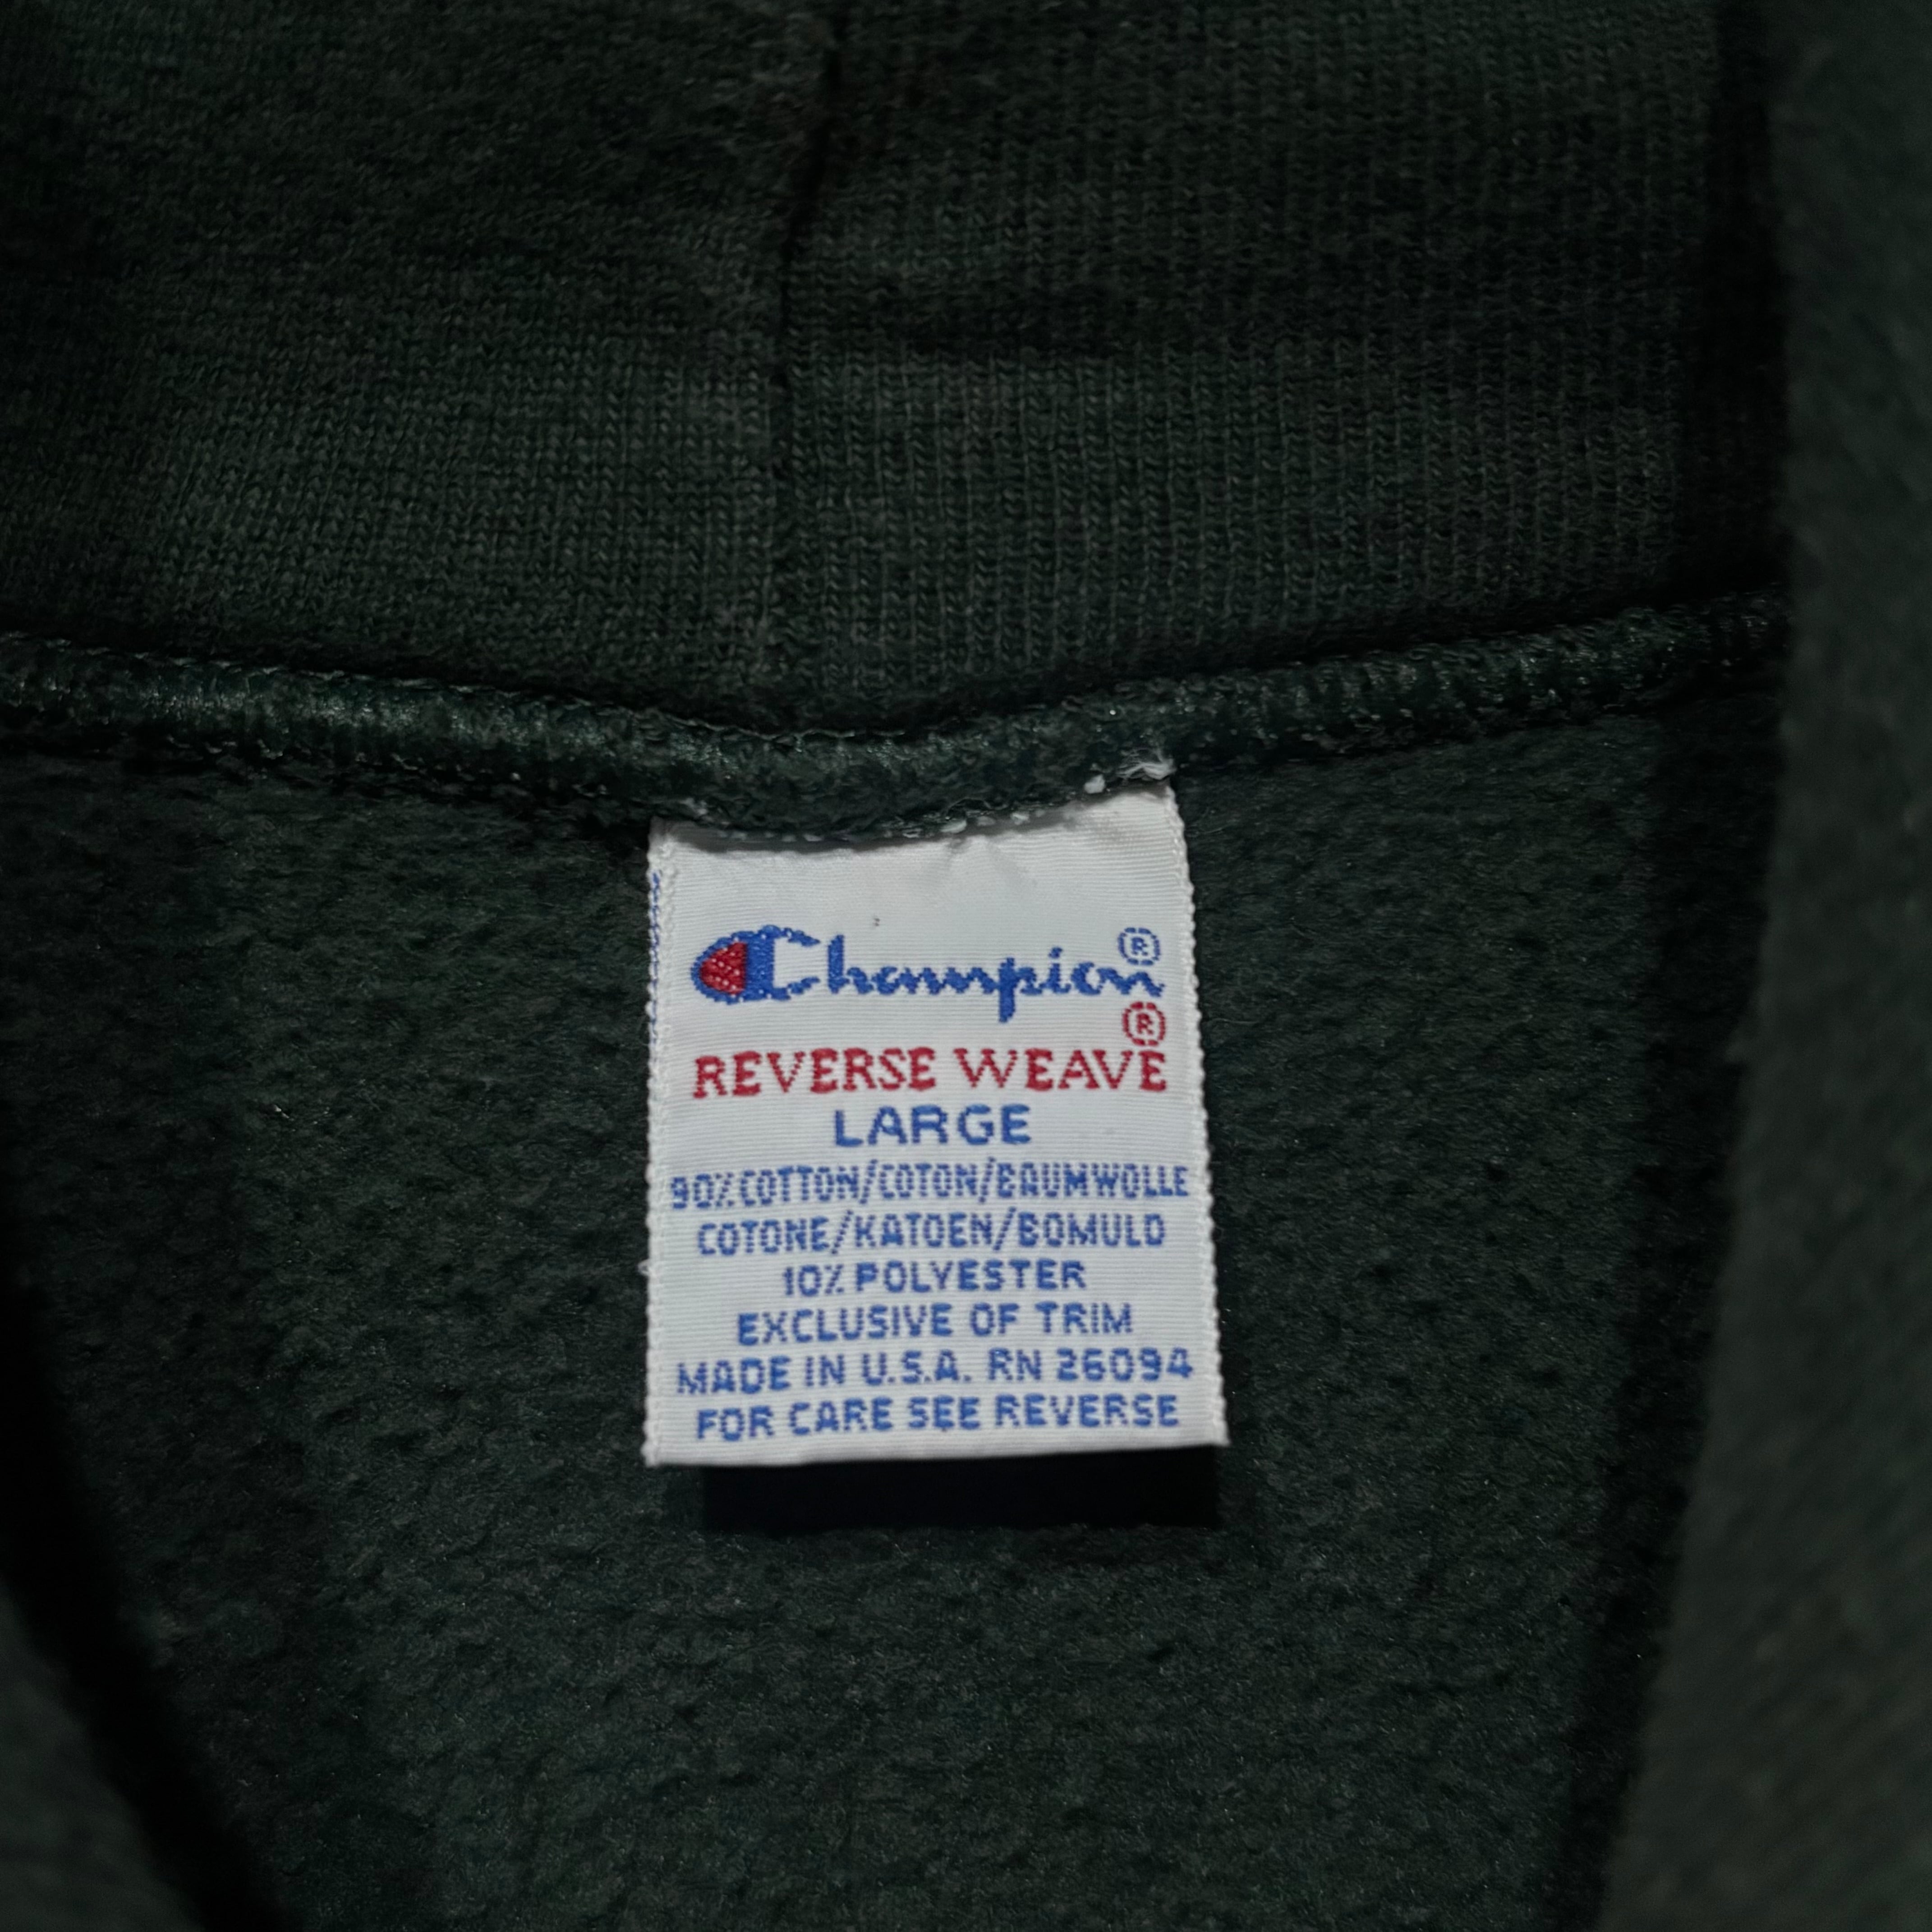 Champion®
®
REVERSE WEAVE
LARGE
90% COTTON/COTON/BAUMWOLLE
COTONE/KATOEN/BOMULD
10% POLYESTER
EXCLUSIVE OF TRIM
MADE IN U.S.A. RN 26094
FOR CARE SEE REVERSE